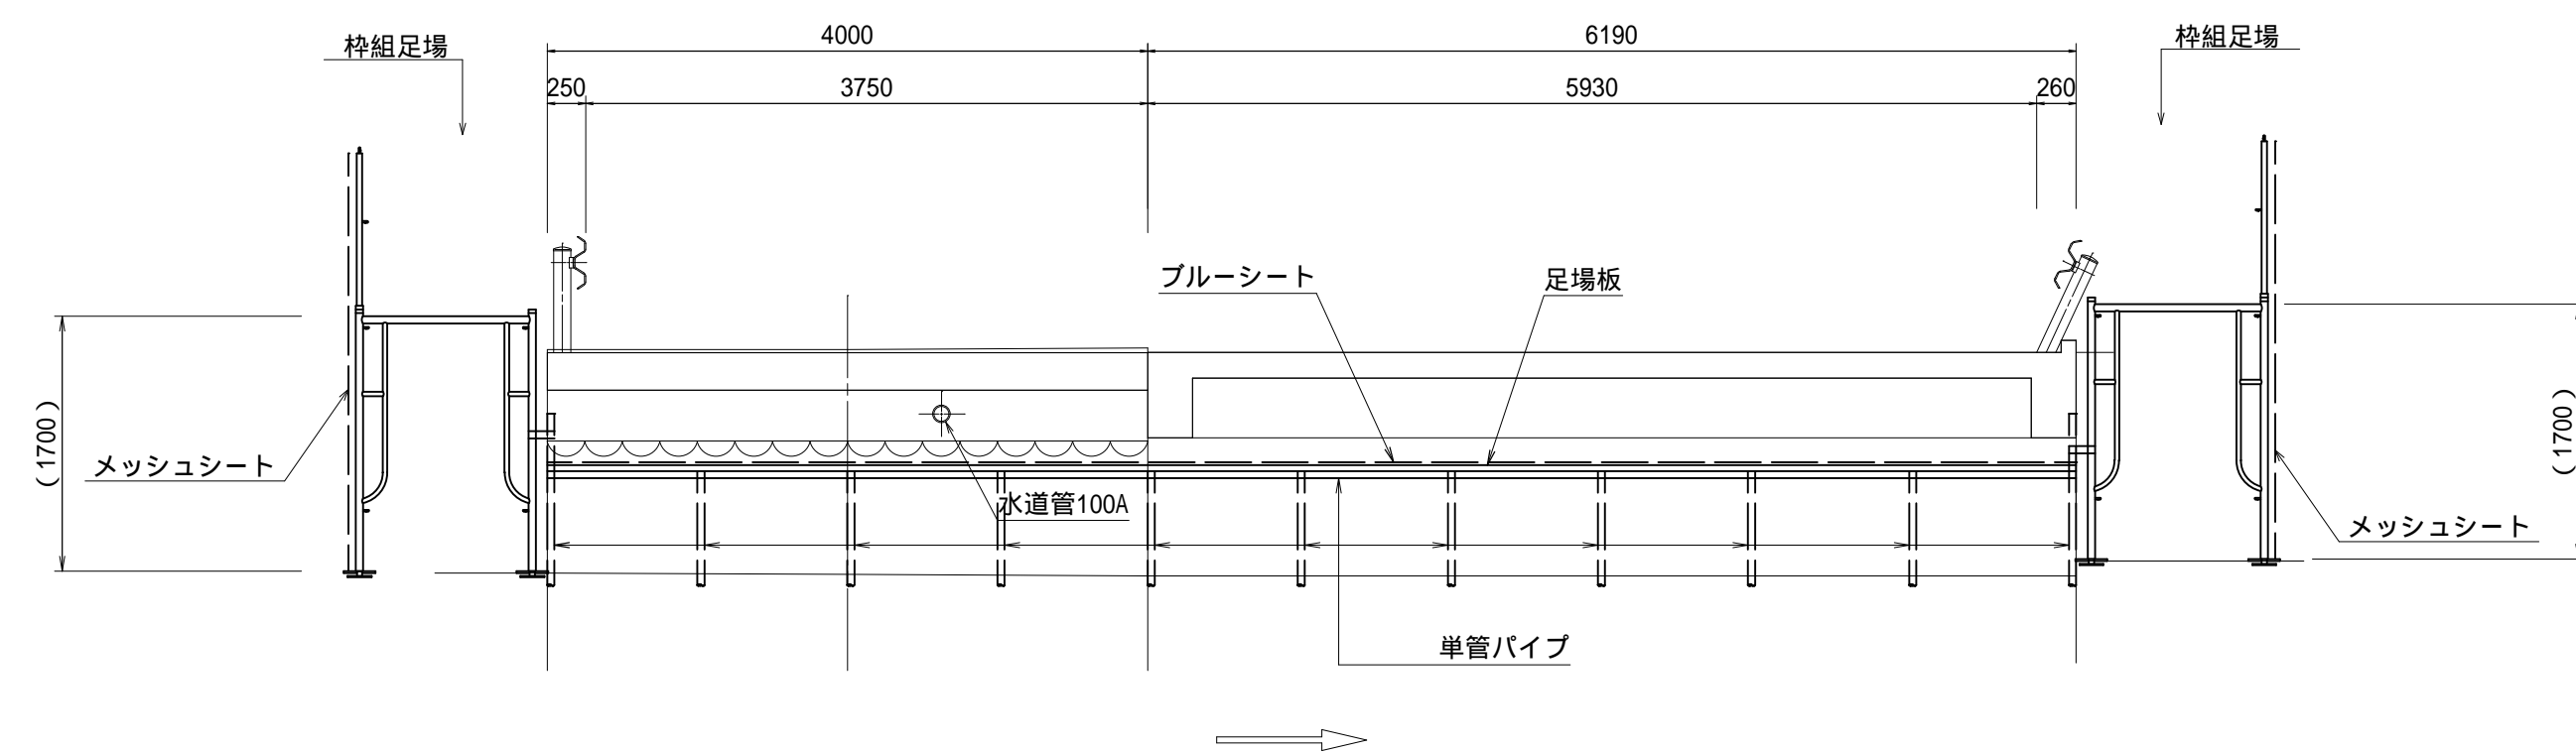 枠組足場
4000
6190
枠組足場
250
3750
5930
260
ブルーシート
足場板
(1700)
メッシュシート
水道管100A
(1700)
メッシュシート
単管パイプ